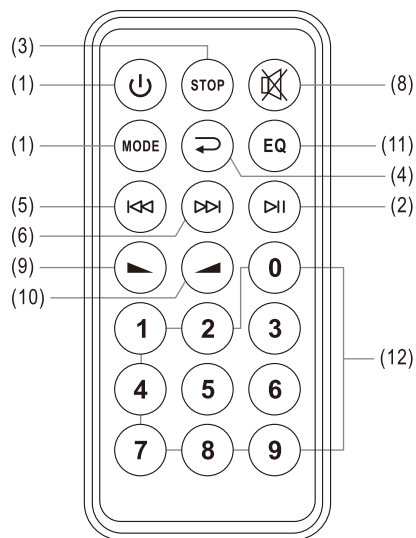 (3)
(1) STOP (8)
(1) MODE EQ (11)
(4)
(5) (2)
(6)
(9) 0
(10)
1 2 3
(12)
4 5 6
7 8 9